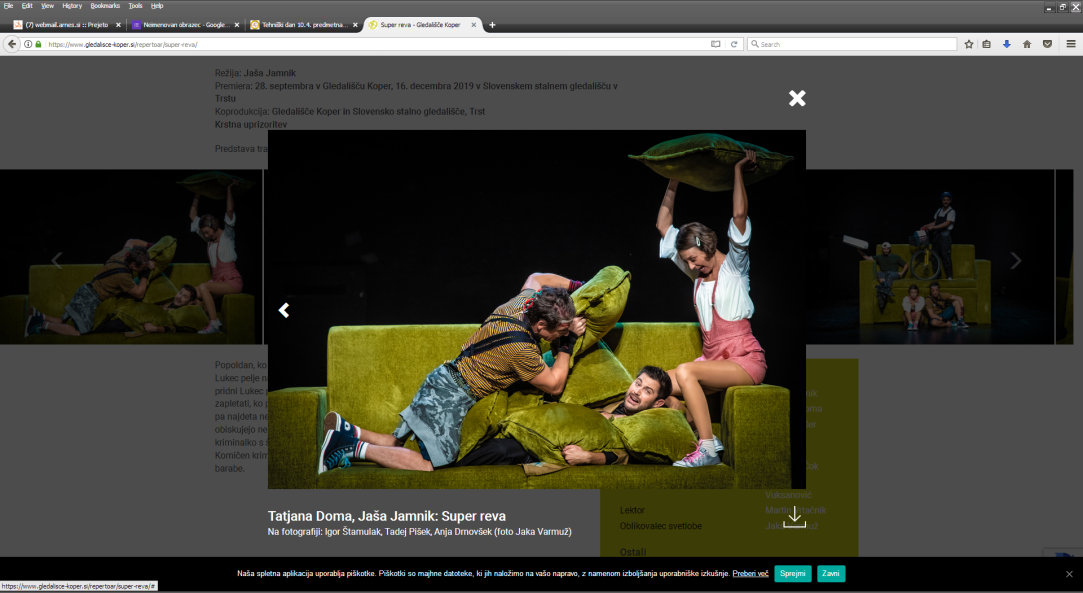 File Edit View History Bookmarks Tools Help
(7) webmail.arnes.si :: Prejeto
Neimenovan obrazec - Google...
Tehniški dan 10.4. predmetna...
Super reva - Gledališče Koper
https://www.gledalisce-koper.si/repertoar/super-reva/
Search
Režija: Jaša Jamnik
Premiera: 28. septembra v Gledališču Koper, 16. decembra 2019 v Slovenskem stalnem gledališču v
Trstu
Koprodukcija: Gledališče Koper in Slovensko stalno gledališče, Trst
Krstna uprizoritev
Predstava tra
Popoldan, ko
Lukec pelje n
pridni Lukec
zapletati, ko
pa najdeta ne
obiskujejo ne
kriminalko a
Komičen krim
barabe.
Vuksanović
Lektor
Oblikovalec svetlobe
Ostali
Tatjana Doma, Jaša Jamnik: Super reva
Na fotografiji: Igor Štamulak, Tadej Pišek, Anja Drnovšek (foto Jaka Varmuž)
Naša spletna aplikacija uporablja piškotke. Piškotki so majhne datoteke, ki jih naložimo na vašo napravo, z namenom izboljšanja uporabniške izkušnje. Preberi več Sprejmi Zavni
https://www.gledalisce-koper.si/repertoar/super-reva/#